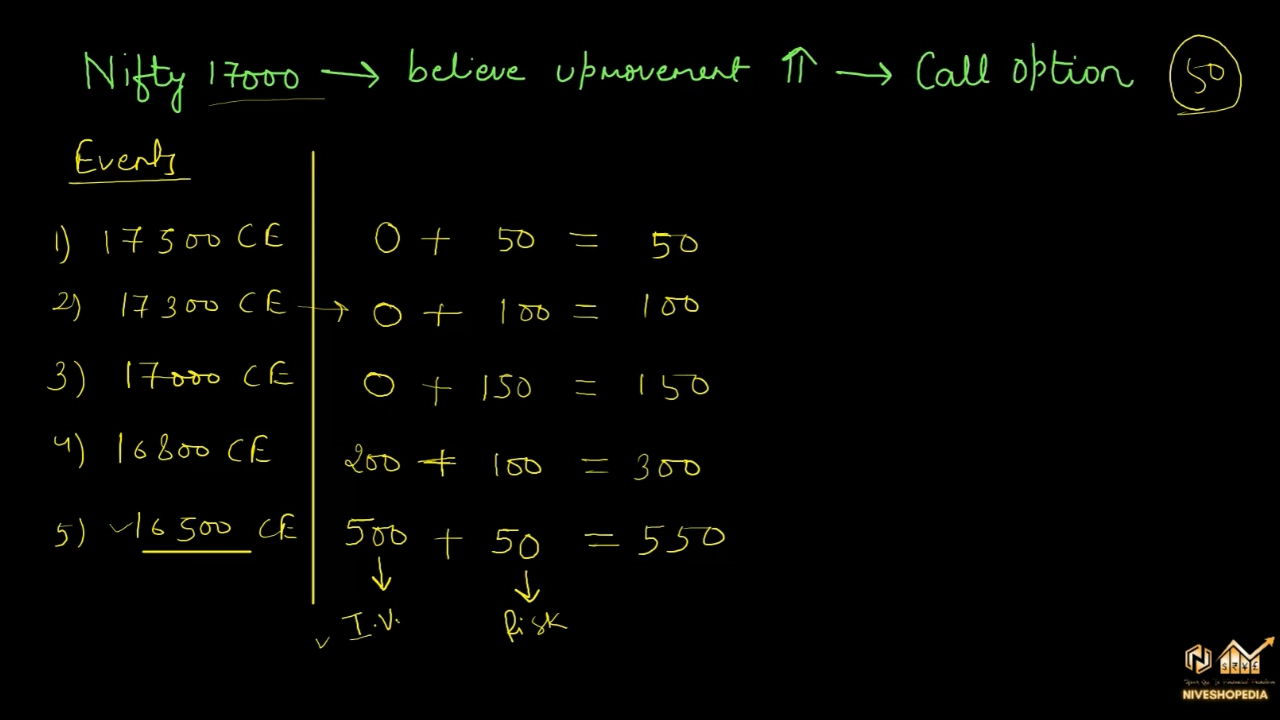 Nifty 17000 → believe upmovement ⇈ → Call option 50
Events
1) 17500 CE 0 + 50 = 50
2) 17300 CE → 0 + 100 = 100
3) 17000 CE 0 + 150 = 150
4) 16800 CE 200 + 100 = 300
5) ✓16500 CE 500 + 50 = 550
↓ ↓
✓ I.V. Risk
NIVESHOPEDIA